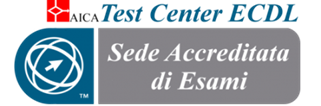 AICA Test Center ECDL
Sede Accreditata
di Esami
TM